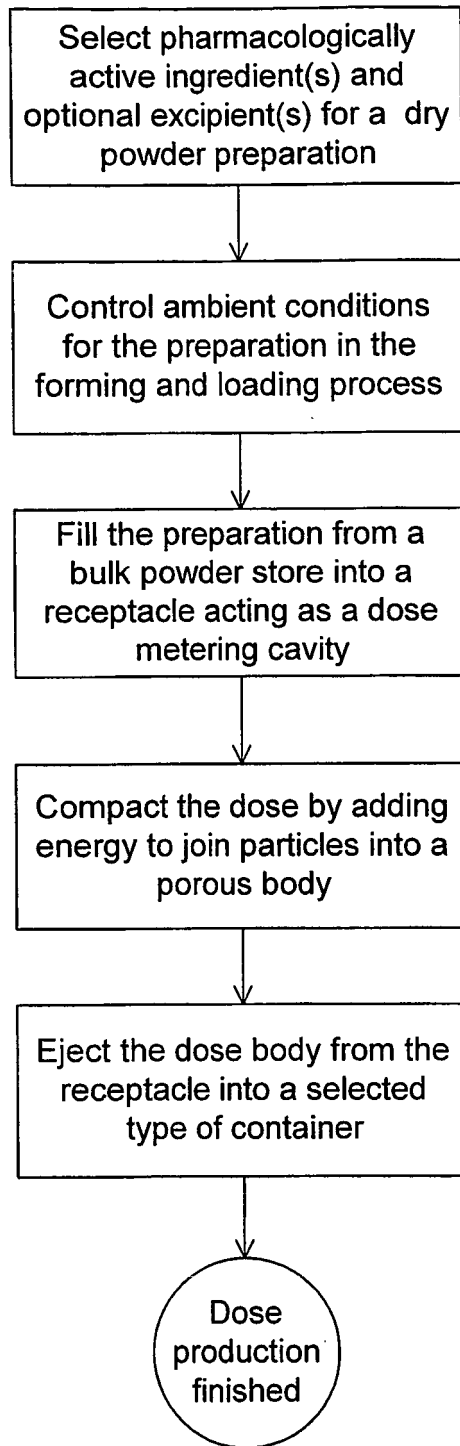 Select pharmacologically
active ingredient(s) and
optional excipient(s) for a dry
powder preparation
Control ambient conditions
for the preparation in the
forming and loading process
Fill the preparation from a
bulk powder store into a
receptacle acting as a dose
metering cavity
Compact the dose by adding
energy to join particles into a
porous body
Eject the dose body from the
receptacle into a selected
type of container
Dose
production
finished